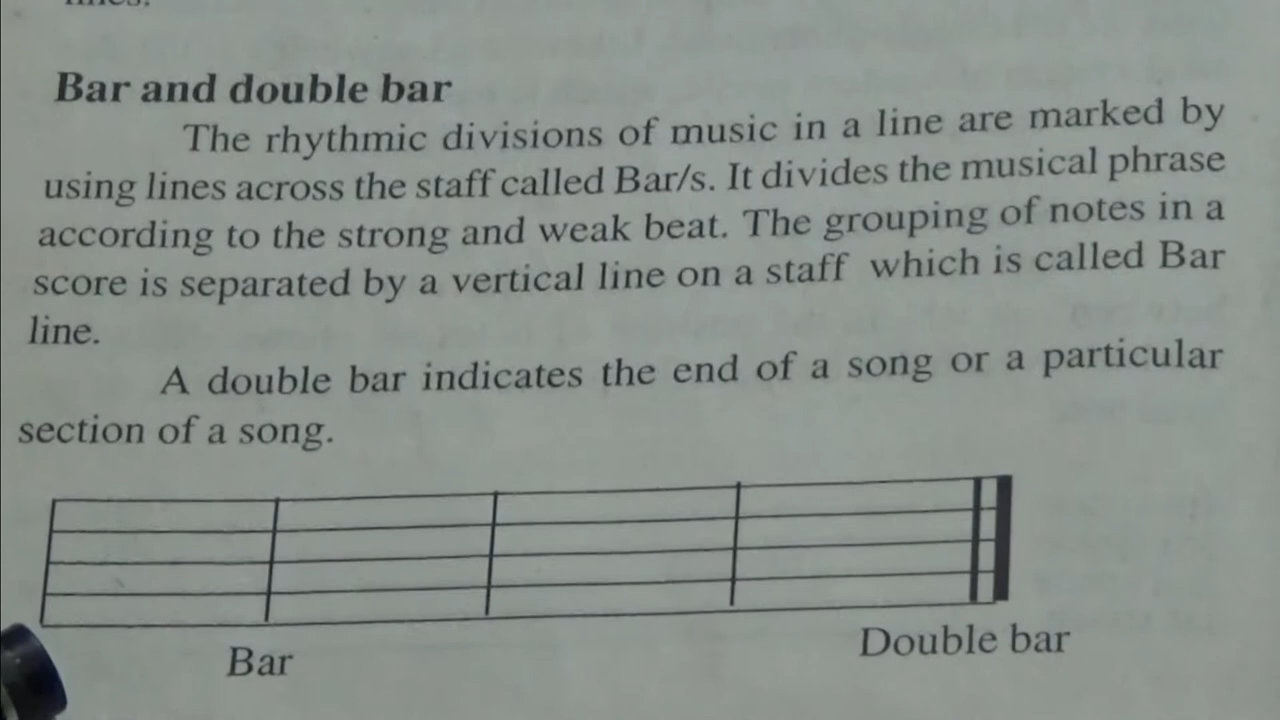 Bar and double bar
The rhythmic divisions of music in a line are marked by
using lines across the staff called Bar/s. It divides the musical phrase
according to the strong and weak beat. The grouping of notes in a
score is separated by a vertical line on a staff which is called Bar
line.
A double bar indicates the end of a song or a particular
section of a song.
Bar
Double bar